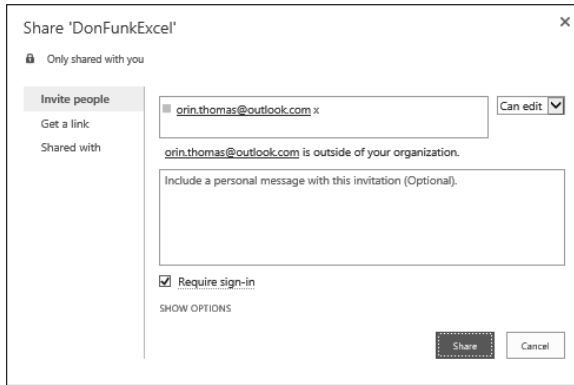 Share 'DonFunkExcel'
Only shared with you
Invite people
Get a link
Shared with
orin.thomas@outlook.com x
Can edit
orin.thomas@outlook.com is outside of your organization.
Include a personal message with this invitation (Optional).
Require sign-in
SHOW OPTIONS
Share
Cancel